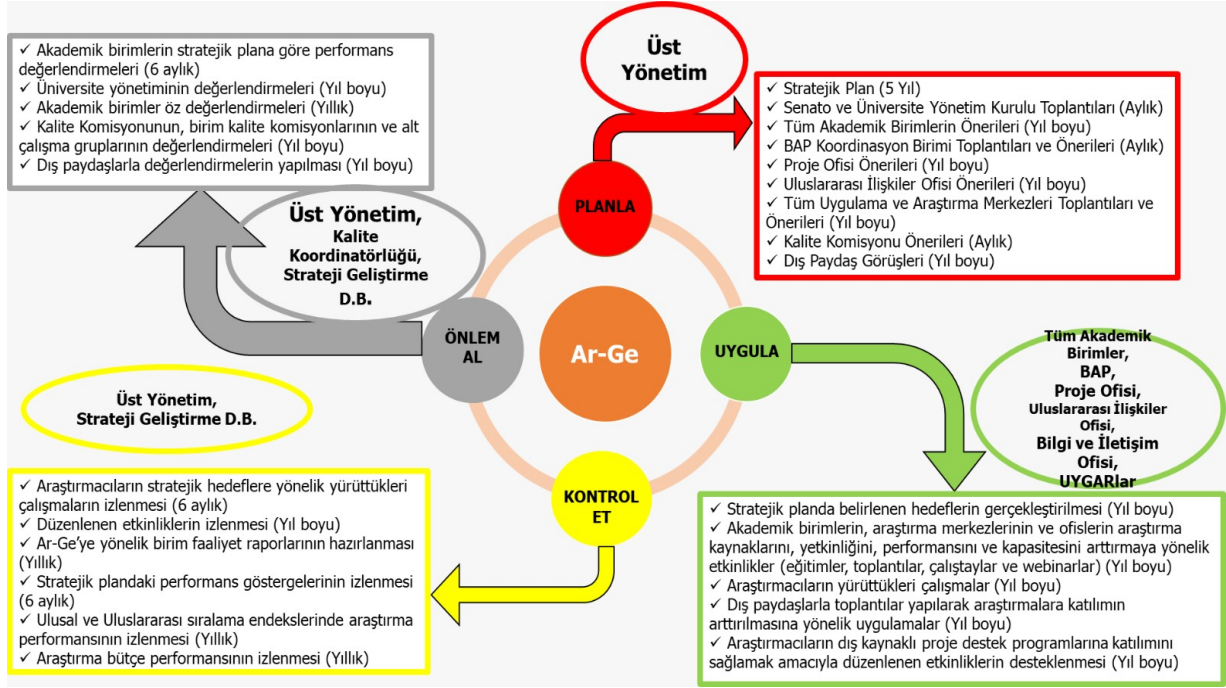 Üst
Yönetim
✓ Stratejik Plan (5 Yıl)
✓ Senato ve Üniversite Yönetim Kurulu Toplantıları (Aylık)
✓ Tüm Akademik Birimlerin Önerileri (Yıl boyu)
✓ BAP Koordinasyon Birimi Toplantıları ve Önerileri (Aylık)
✓ Proje Ofisi Önerileri (Yıl boyu)
✓ Uluslararası İlişkiler Ofisi Önerileri (Yıl boyu)
✓ Tüm Uygulama ve Araştırma Merkezleri Toplantıları ve
Önerileri (Yıl boyu)
✓ Kalite Komisyonu Önerileri (Aylık)
✓ Dış Paydaş Görüşleri (Yıl boyu)
✓ Akademik birimlerin stratejik plana göre performans
değerlendirmeleri (6 aylık)
✓ Üniversite yönetiminin değerlendirmeleri (Yıl boyu)
✓ Akademik birimler öz değerlendirmeleri (Yıllık)
✓ Kalite Komisyonunun, birim kalite komisyonlarının ve alt
çalışma gruplarının değerlendirmeleri (Yıl boyu)
✓ Dış paydaşlarla değerlendirmelerin yapılması (Yıl boyu)
Üst Yönetim,
Kalite
Koordinatörlüğü,
Strateji Geliştirme
D.B.
PLANLA
ÖNLEM
AL
Ar-Ge
UYGULA
Tüm Akademik
Birimler,
BAP,
Proje Ofisi,
Uluslararası İlişkiler
Ofisi,
Bilgi ve İletişim
Ofisi,
UYGARlar
Üst Yönetim,
Strateji Geliştirme D.B.
KONTROL
ET
✓ Araştırmacıların stratejik hedeflere yönelik yürüttükleri
çalışmaların izlenmesi (6 aylık)
✓ Düzenlenen etkinliklerin izlenmesi (Yıl boyu)
✓ Ar-Ge'ye yönelik birim faaliyet raporlarının hazırlanması
(Yıllık)
✓ Stratejik plandaki performans göstergelerinin izlenmesi
(6 aylık)
✓ Ulusal ve Uluslararası sıralama endekslerinde araştırma
performansının izlenmesi (Yıllık)
✓ Araştırma bütçe performansının izlenmesi (Yıllık)
✓ Stratejik planda belirlenen hedeflerin gerçekleştirilmesi (Yıl boyu)
✓ Akademik birimlerin, araştırma merkezlerinin ve ofislerin araştırma
kaynaklarını, yetkinliğini, performansını ve kapasitesini arttırmaya yönelik
etkinlikler (eğitimler, toplantılar, çalıştaylar ve webinarlar) (Yıl boyu)
✓ Araştırmacıların yürüttükleri çalışmalar (Yıl boyu)
✓ Dış paydaşlarla toplantılar yapılarak araştırmalara katılımın
arttırılmasına yönelik uygulamalar (Yıl boyu)
✓ Araştırmacıların dış kaynaklı proje destek programlarına katılımını
sağlamak amacıyla düzenlenen etkinliklerin desteklenmesi (Yıl boyu)